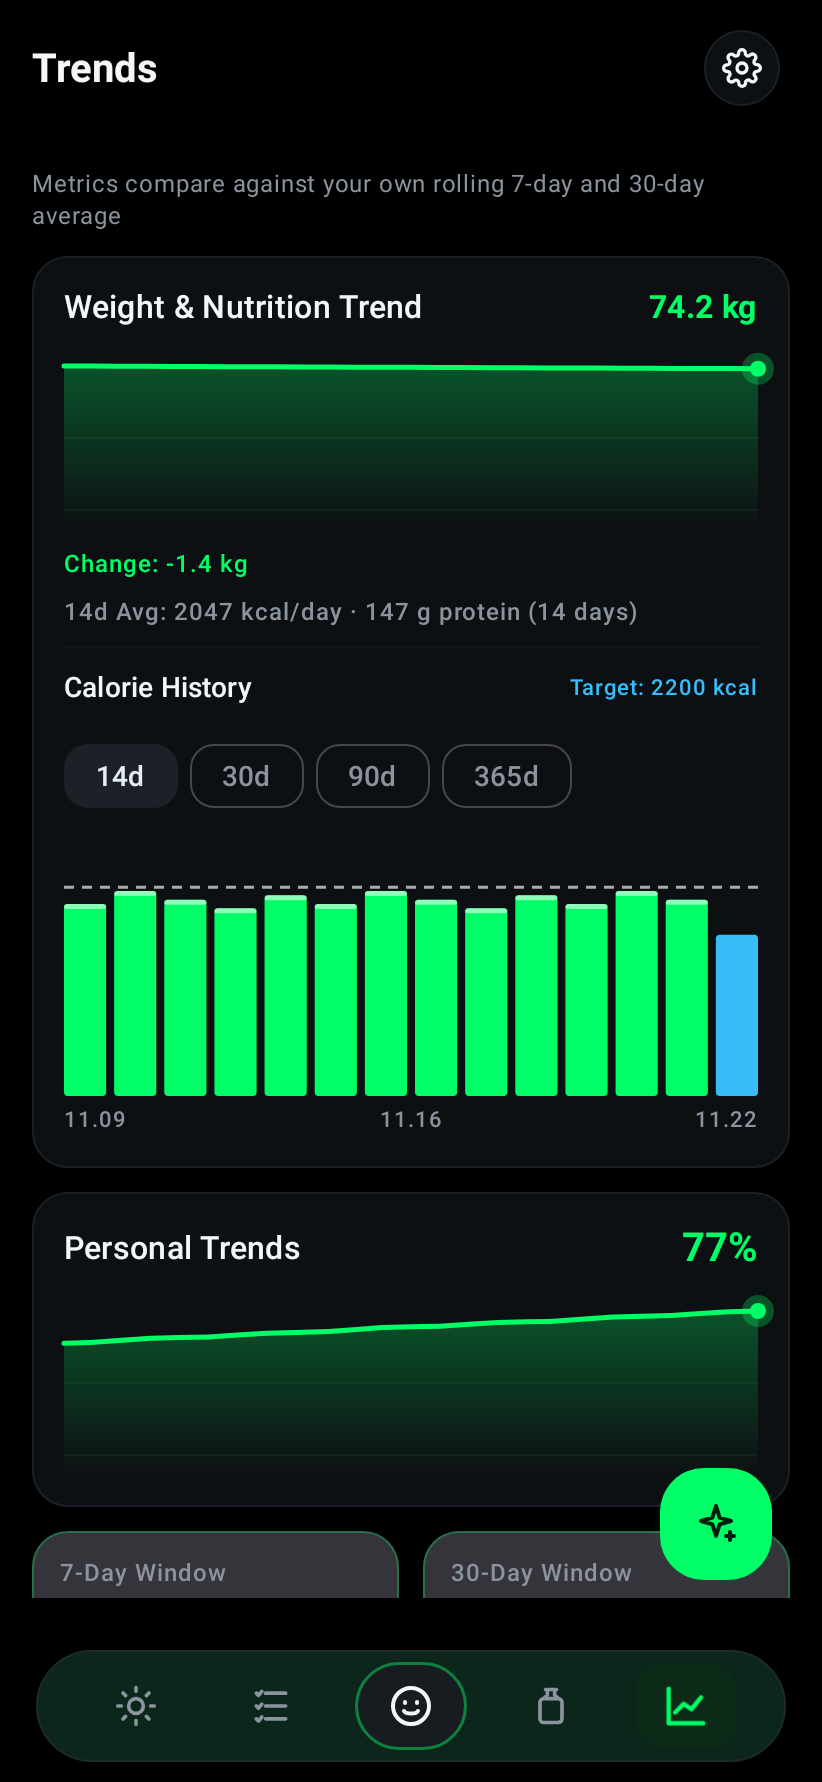 Trends
Metrics compare against your own rolling 7-day and 30-day
average
Weight & Nutrition Trend
74.2 kg
Change: -1.4 kg
14d Avg: 2047 kcal/day · 147 g protein (14 days)
Calorie History
Target: 2200 kcal
14d
30d
90d
365d
11.09
11.16
11.22
Personal Trends
77%
7-Day Window
30-Day Window